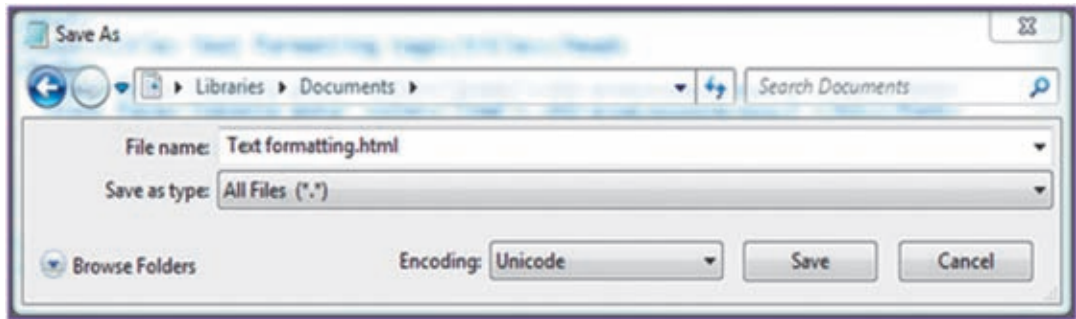 Save As
Libraries Documents Search Documents
File name: Text formatting.html
Save as type: All Files (*.*)
Browse Folders Encoding: Unicode Save Cancel